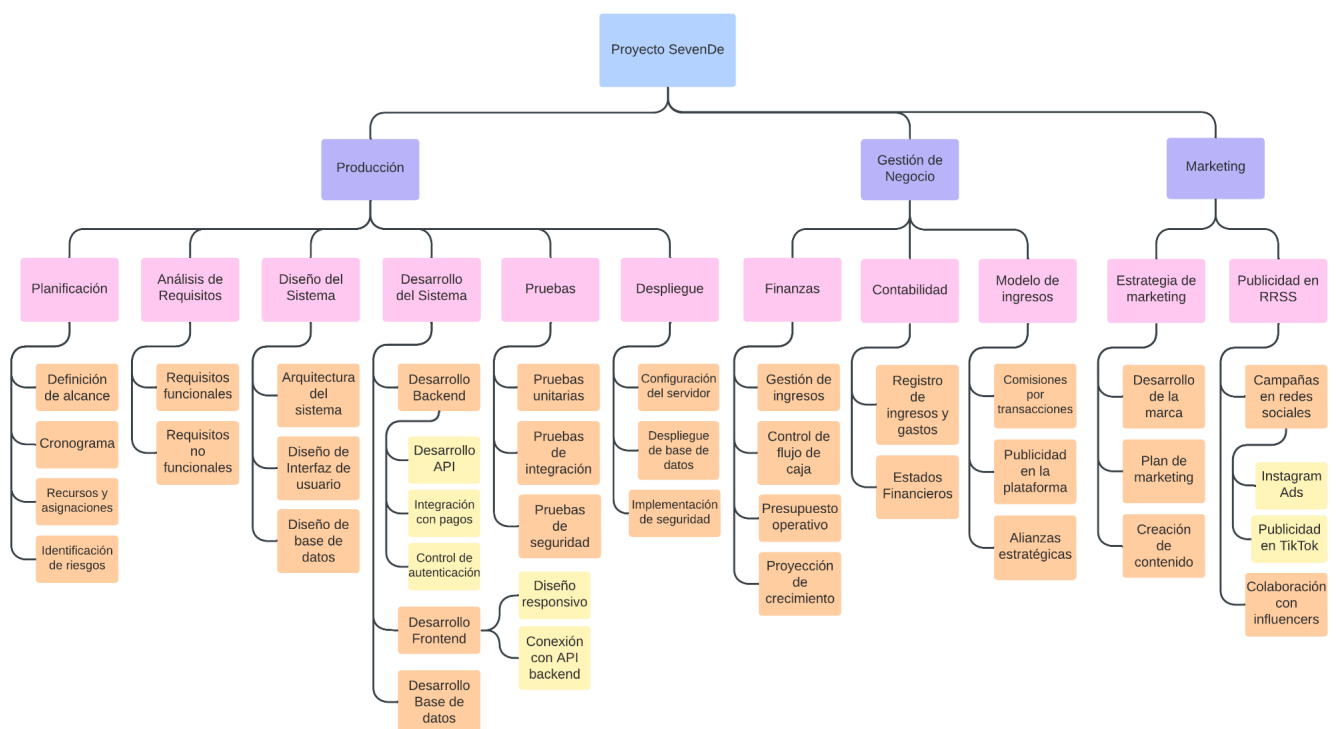 Proyecto SevenDe
Producción
Gestión de
Negocio
Marketing
Planificación
Análisis de
Requisitos
Diseño del
Sistema
Desarrollo
del Sistema
Pruebas
Despliegue
Finanzas
Contabilidad
Modelo de
ingresos
Estrategia de
marketing
Publicidad en
RRSS
Definición
de alcance
Cronograma
Recursos y
asignaciones
Identificación
de riesgos
Requisitos
funcionales
Requisitos
no
funcionales
Arquitectura
del
sistema
Diseño de
Interfaz de
usuario
Diseño de
base de
datos
Desarrollo
Backend
Desarrollo
API
Integración
con pagos
Control de
autenticación
Desarrollo
Frontend
Diseño
responsivo
Conexión
con API
backend
Desarrollo
Base de
datos
Pruebas
unitarias
Pruebas
de
integración
Pruebas
de
seguridad
Configuración
del servidor
Despliegue
de base de
datos
Implementación
de seguridad
Gestión de
ingresos
Control de
flujo de
caja
Presupuesto
operativo
Proyección
de
crecimiento
Registro
de
ingresos y
gastos
Estados
Financieros
Comisiones
por
transacciones
Publicidad
en la
plataforma
Alianzas
estratégicas
Desarrollo
de la
marca
Plan de
marketing
Creación
de
contenido
Campañas
en redes
sociales
Instagram
Ads
Publicidad
en TikTok
Colaboración
con
influencers